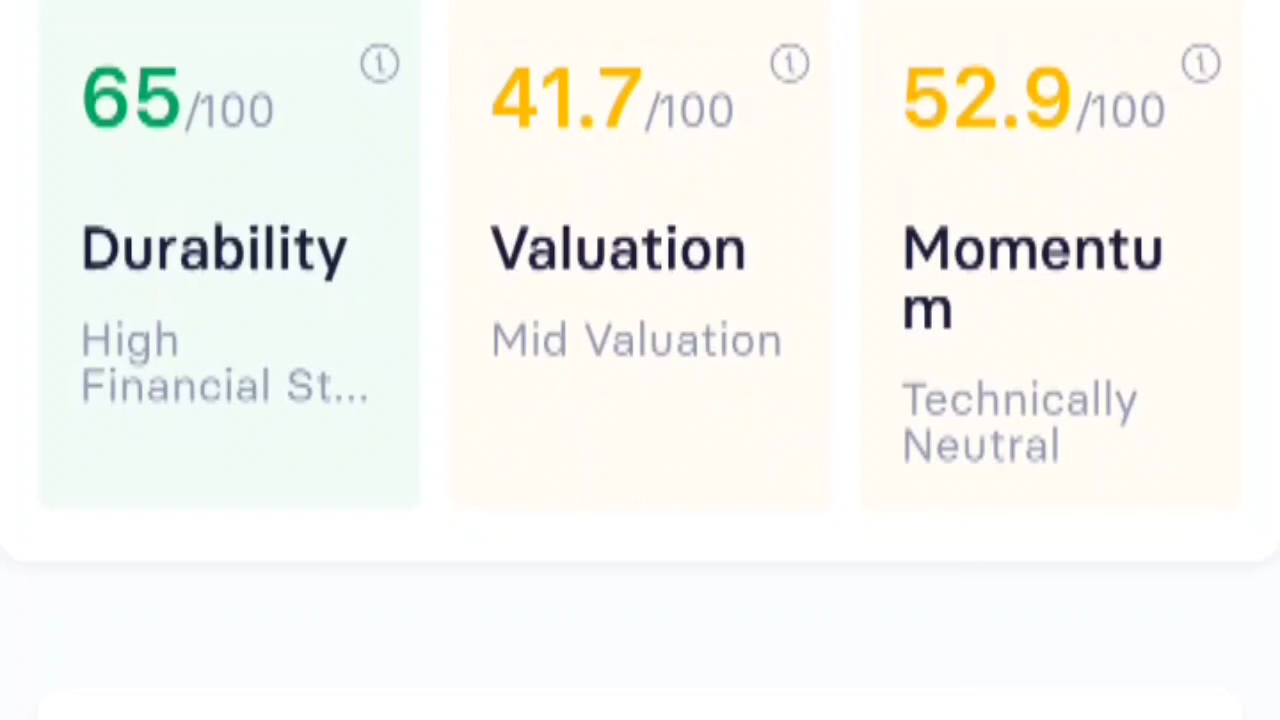 65/100
Durability
High
Financial St...
41.7/100
Valuation
Mid Valuation
52.9/100
Momentu
m
Technically
Neutral